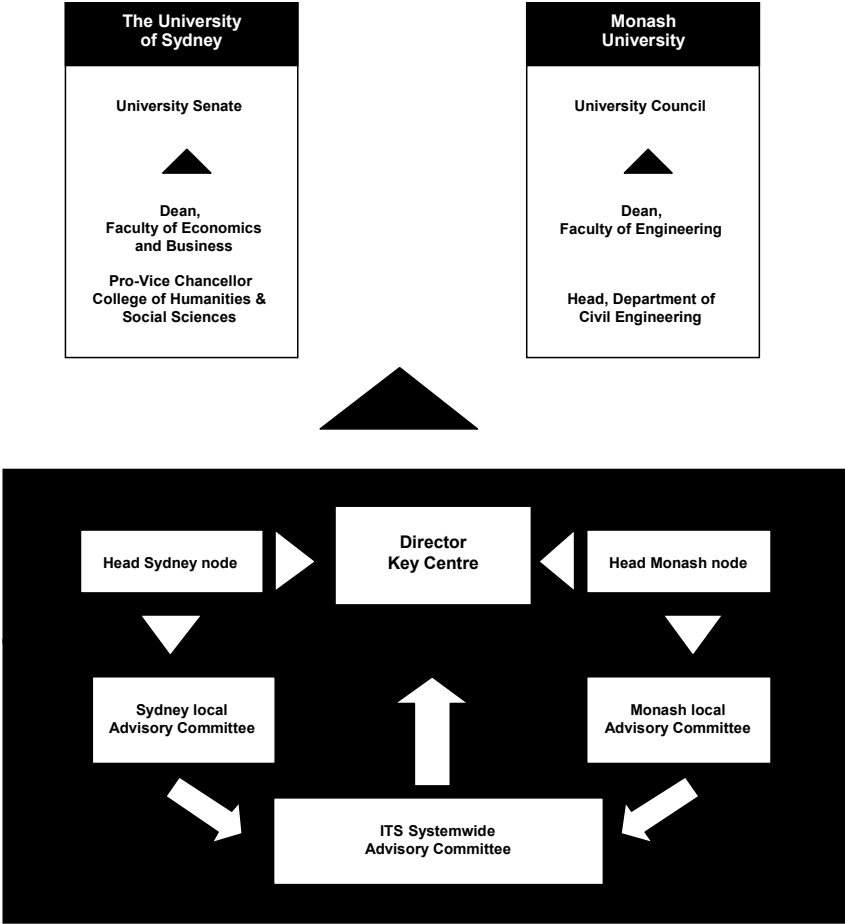 The University
of Sydney
University Senate
Dean,
Faculty of Economics
and Business
Pro-Vice Chancellor
College of Humanities &
Social Sciences
Monash
University
University Council
Dean,
Faculty of Engineering
Head, Department of
Civil Engineering
Head Sydney node
Director
Key Centre
Head Monash node
Sydney local
Advisory Committee
Monash local
Advisory Committee
ITS Systemwide
Advisory Committee